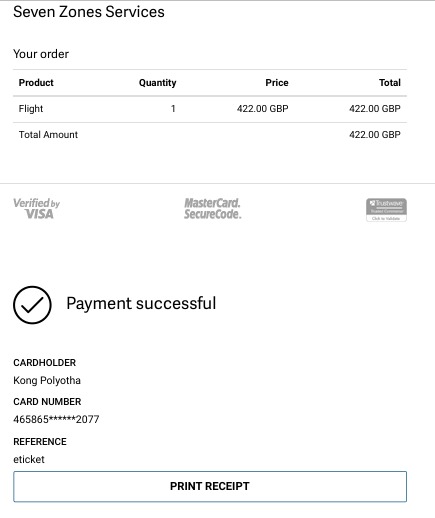 Seven Zones Services
Your order
Product Quantity Price Total
Flight 1 422.00 GBP 422.00 GBP
Total Amount 422.00 GBP
Verified by
VISA
MasterCard.
SecureCode.
Trustwave
Trusted Commerce
Click to Validate
Payment successful
CARDHOLDER
Kong Polyotha
CARD NUMBER
465865******2077
REFERENCE
eticket
PRINT RECEIPT